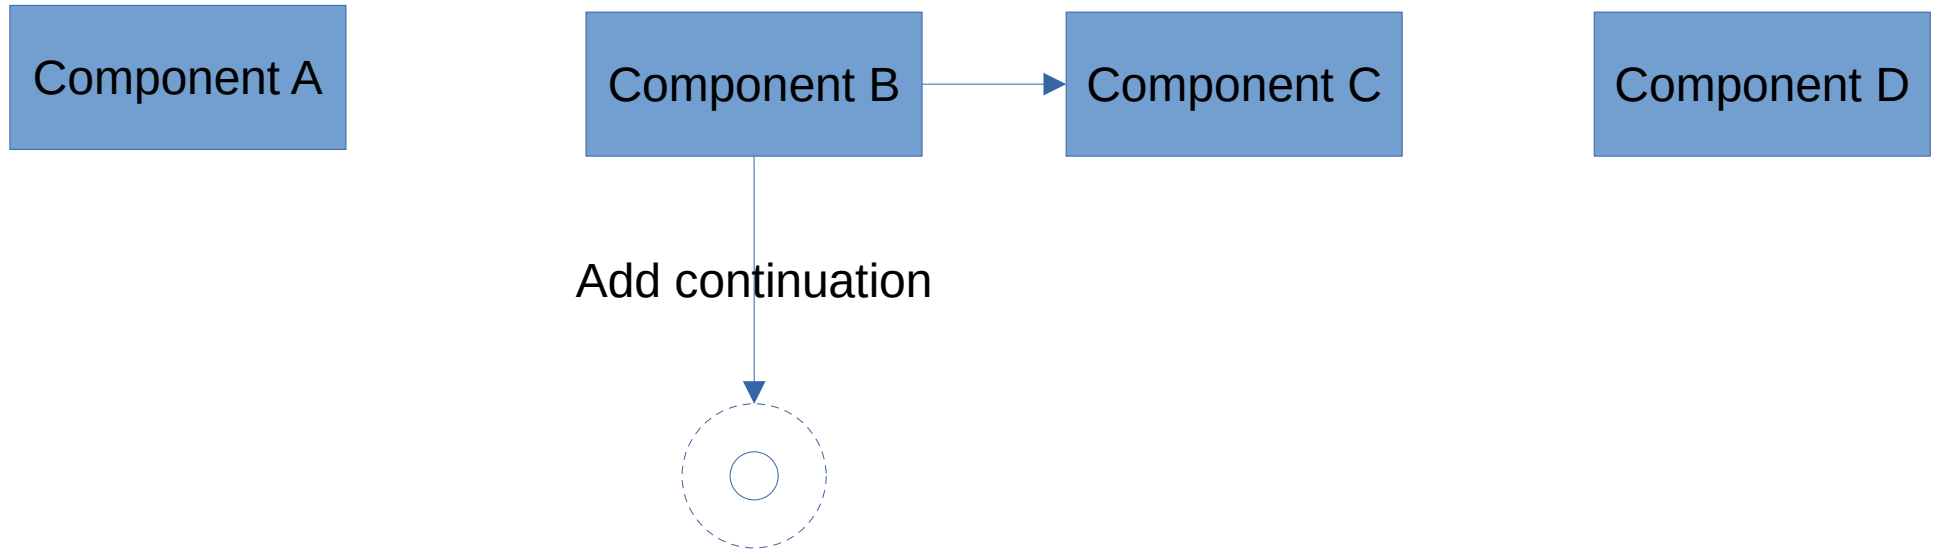 Component A
Component B
Component C
Component D
Add continuation